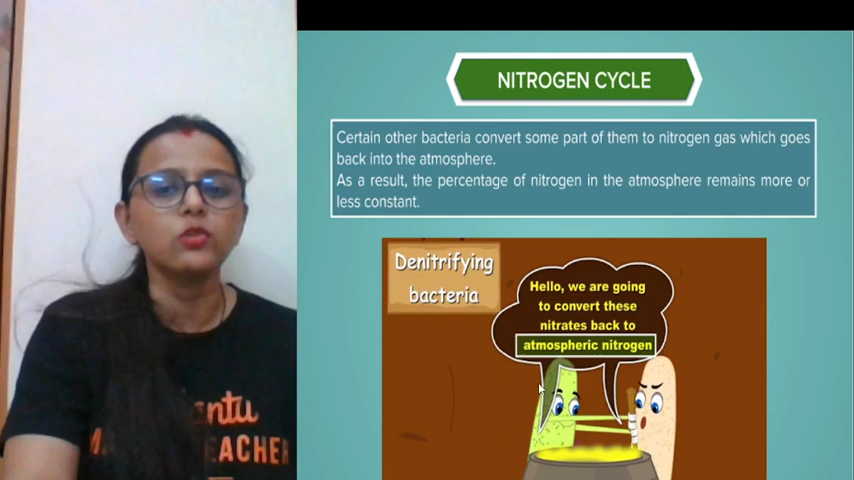 NITROGEN CYCLE
Certain other bacteria convert some part of them to nitrogen gas which goes
back into the atmosphere.
As a result, the percentage of nitrogen in the atmosphere remains more or
less constant.
Denitrifying
bacteria
Hello, we are going
to convert these
nitrates back to
atmospheric nitrogen